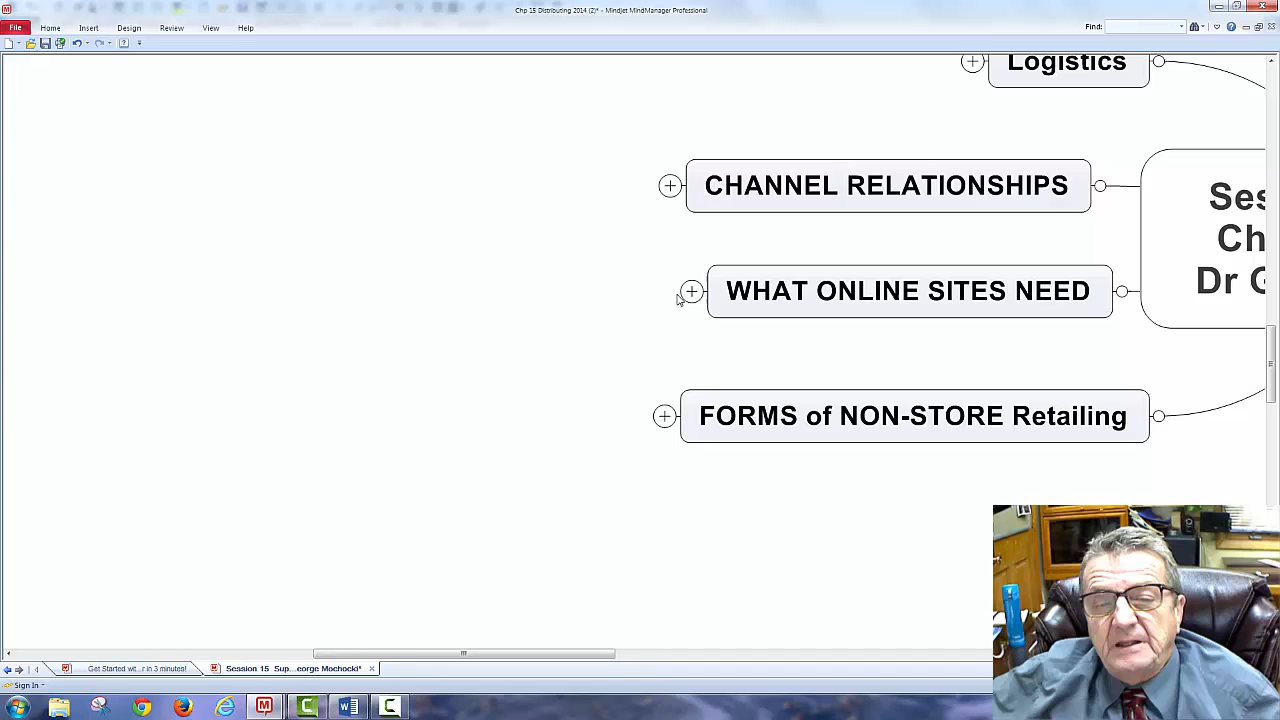 Chp 15 Distributing 2014 (2)* - Mindjet MindManager Professional
File Home Insert Design Review View Help
Find:
Logistics
CHANNEL RELATIONSHIPS
WHAT ONLINE SITES NEED
FORMS of NON-STORE Retailing
Ses
Ch
Dr G
Get Started wit...r in 3 minutes!
Session 15 Sup...eorge Mochocki*
Sign In